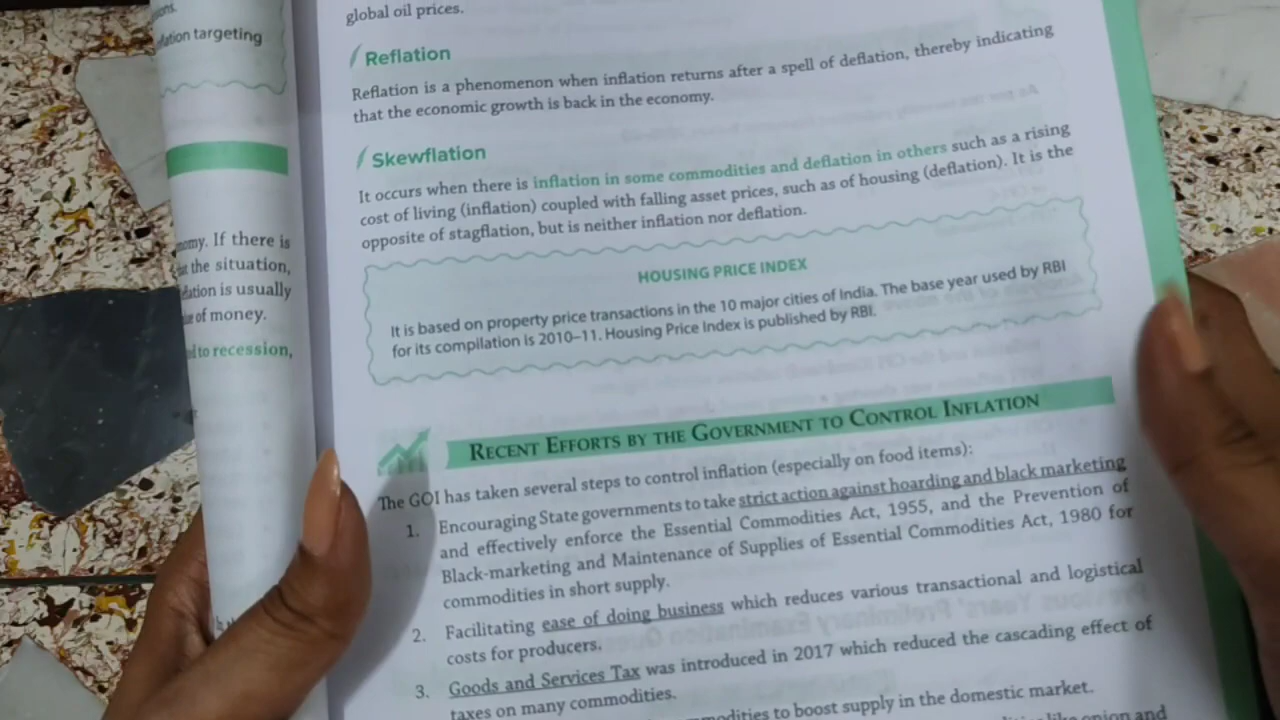 ons.
ation targeting
nomy. If there is
the situation,
lation is usually
ue of money.
d to recession,
global oil prices.
Reflation
Reflation is a phenomenon when inflation returns after a spell of deflation, thereby indicating
that the economic growth is back in the economy.
Skewflation
It occurs when there is inflation in some commodities and deflation in others such as a rising
cost of living (inflation) coupled with falling asset prices, such as of housing (deflation). It is the
opposite of stagflation, but is neither inflation nor deflation.
HOUSING PRICE INDEX
It is based on property price transactions in the 10 major cities of India. The base year used by RBI
for its compilation is 2010–11. Housing Price Index is published by RBI.
RECENT EFFORTS BY THE GOVERNMENT TO CONTROL INFLATION
The GOI has taken several steps to control inflation (especially on food items):
1. Encouraging State governments to take strict action against hoarding and black marketing
and effectively enforce the Essential Commodities Act, 1955, and the Prevention of
Black-marketing and Maintenance of Supplies of Essential Commodities Act, 1980 for
commodities in short supply.
2. Facilitating ease of doing business which reduces various transactional and logistical
costs for producers.
3. Goods and Services Tax was introduced in 2017 which reduced the cascading effect of
taxes on many commodities.
modities to boost supply in the domestic market.
like onion and